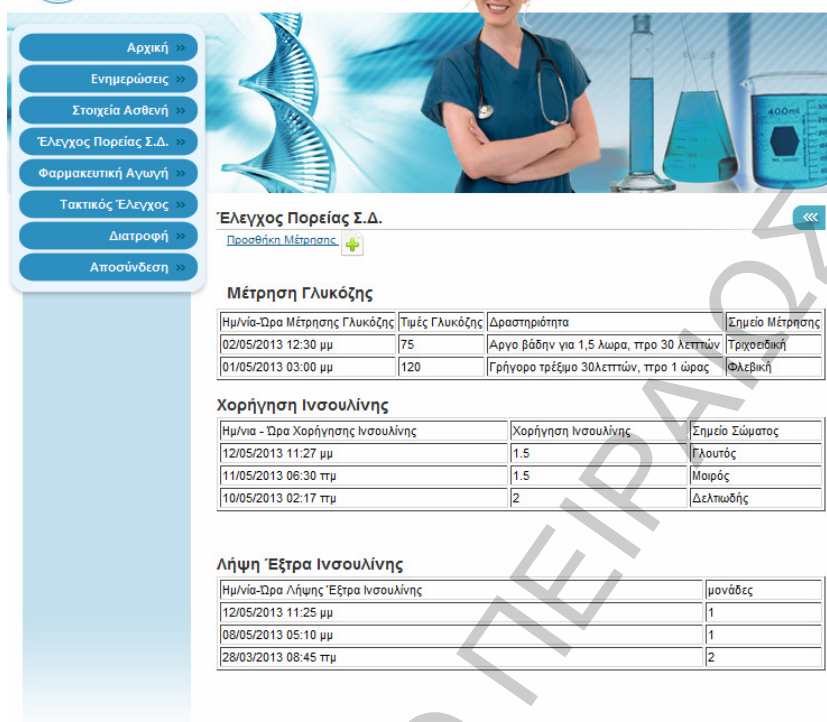 Αρχική »
Ενημερώσεις »
Στοιχεία Ασθενή »
Έλεγχος Πορείας Σ.Δ. »
Φαρμακευτική Αγωγή »
Τακτικός Έλεγχος »
Διατροφή »
Αποσύνδεση »
400ml
Έλεγχος Πορείας Σ.Δ.
Προσθήκη Μέτρησης
Μέτρηση Γλυκόζης
Ημ/νία-Ώρα Μέτρησης Γλυκόζης Τιμές Γλυκόζης Δραστηριότητα Σημείο Μέτρησης
02/05/2013 12:30 μμ 75 Αργο βάδην για 1,5 λωρα, προ 30 λεπτών Τριχοειδική
01/05/2013 03:00 μμ 120 Γρήγορο τρέξιμο 30λεπτών, προ 1 ώρας Φλεβική
Χορήγηση Ινσουλίνης
Ημ/νια - Ώρα Χορήγησης Ινσουλίνης Χορήγηση Ινσουλίνης Σημείο Σώματος
12/05/2013 11:27 μμ 1.5 Γλουτός
11/05/2013 06:30 πμ 1.5 Μοιρός
10/05/2013 02:17 πμ 2 Δελτιωδής
Λήψη Έξτρα Ινσουλίνης
Ημ/νία-Ώρα Λήψης Έξτρα Ινσουλίνης μονάδες
12/05/2013 11:25 μμ 1
08/05/2013 05:10 μμ 1
28/03/2013 08:45 πμ 2
ΠΕΙΡΑΙΩΣ